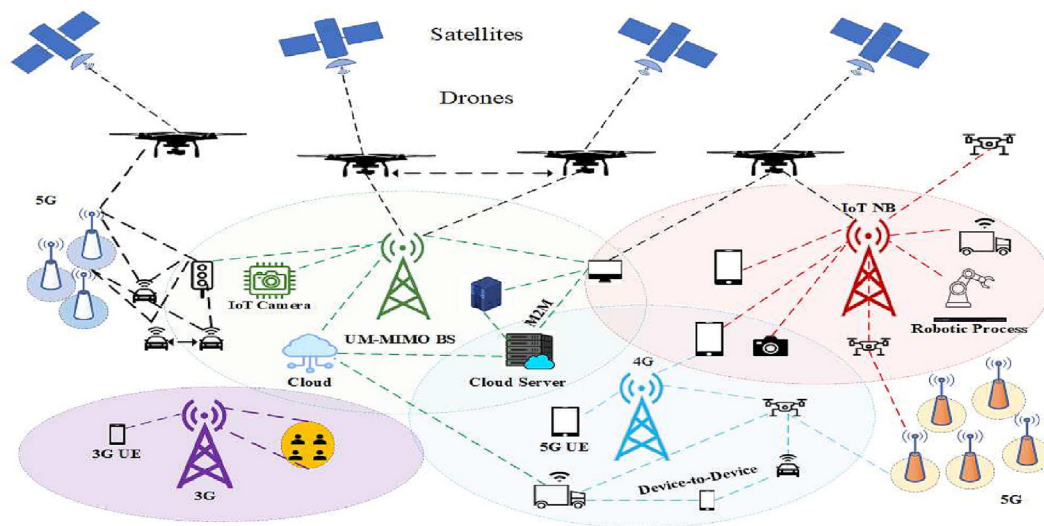 Satellites
Drones
5G
IoT NB
IoT Camera
M2M
UM-MIMO BS
Robotic Process
Cloud
Cloud Server
4G
3G UE
5G UE
Device-to-Device
3G
5G